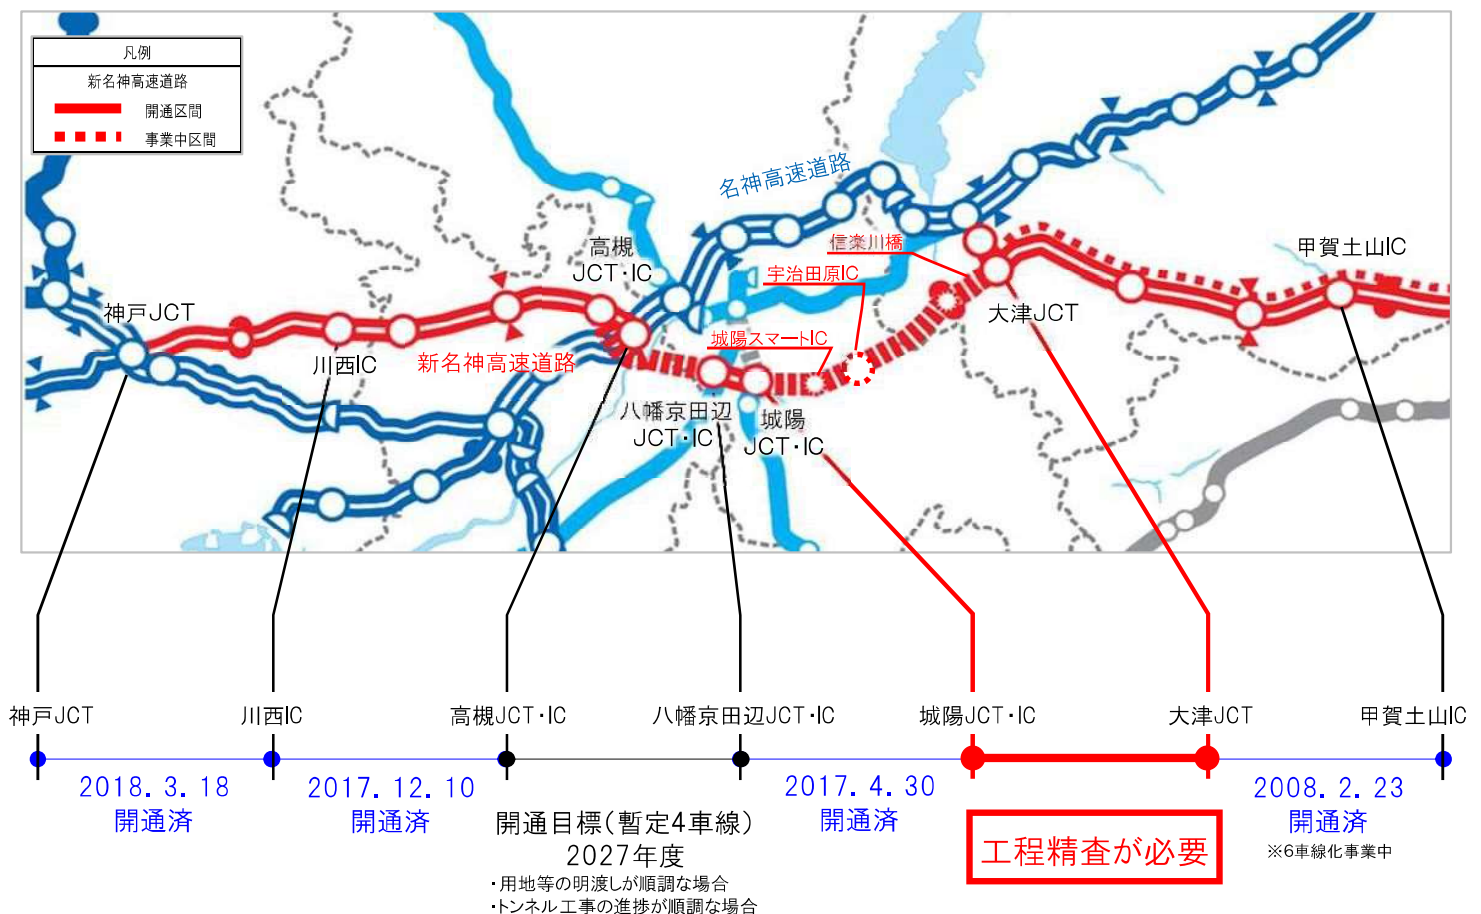 凡例
新名神高速道路
開通区間
事業中区間
名神高速道路
高槻
JCT・IC
信楽川橋
宇治田原IC
甲賀土山IC
神戸JCT
大津JCT
城陽スマートIC
川西IC
新名神高速道路
八幡京田辺
JCT・IC
城陽
JCT・IC
神戸JCT
川西IC
高槻JCT・IC
八幡京田辺JCT・IC
城陽JCT・IC
大津JCT
甲賀土山IC
2018.3.18
開通済
2017.12.10
開通済
開通目標(暫定4車線)
2027年度
・用地等の明渡しが順調な場合
・トンネル工事の進捗が順調な場合
2017.4.30
開通済
工程精査が必要
2008.2.23
開通済
※6車線化事業中